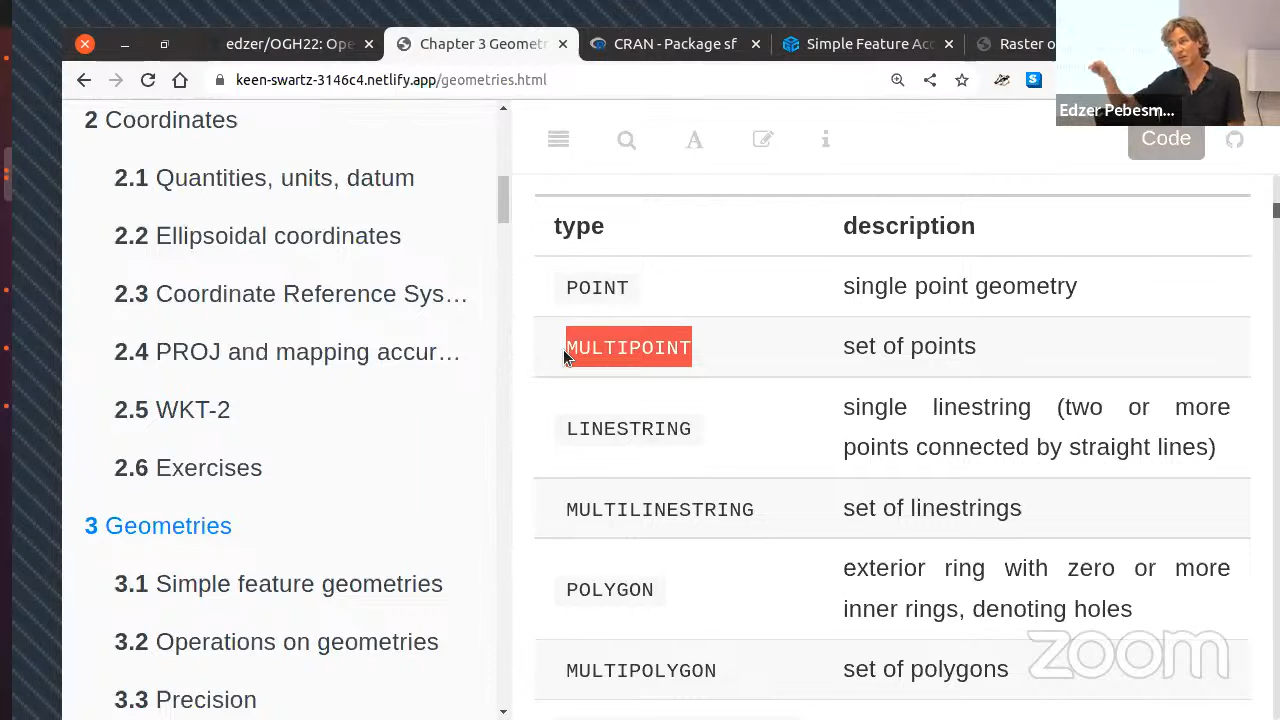 edzer/OGH22: Ope
Chapter 3 Geometr
CRAN - Package sf
Simple Feature Acc
Raster o
keen-swartz-3146c4.netlify.app/geometries.html
Edzer Pebesm...
Code
2 Coordinates
2.1 Quantities, units, datum
2.2 Ellipsoidal coordinates
2.3 Coordinate Reference Sys…
2.4 PROJ and mapping accur…
2.5 WKT-2
2.6 Exercises
3 Geometries
3.1 Simple feature geometries
3.2 Operations on geometries
3.3 Precision
type description
POINT single point geometry
MULTIPOINT set of points
LINESTRING single linestring (two or more
points connected by straight lines)
MULTILINESTRING set of linestrings
POLYGON exterior ring with zero or more
inner rings, denoting holes
MULTIPOLYGON set of polygons
zoom